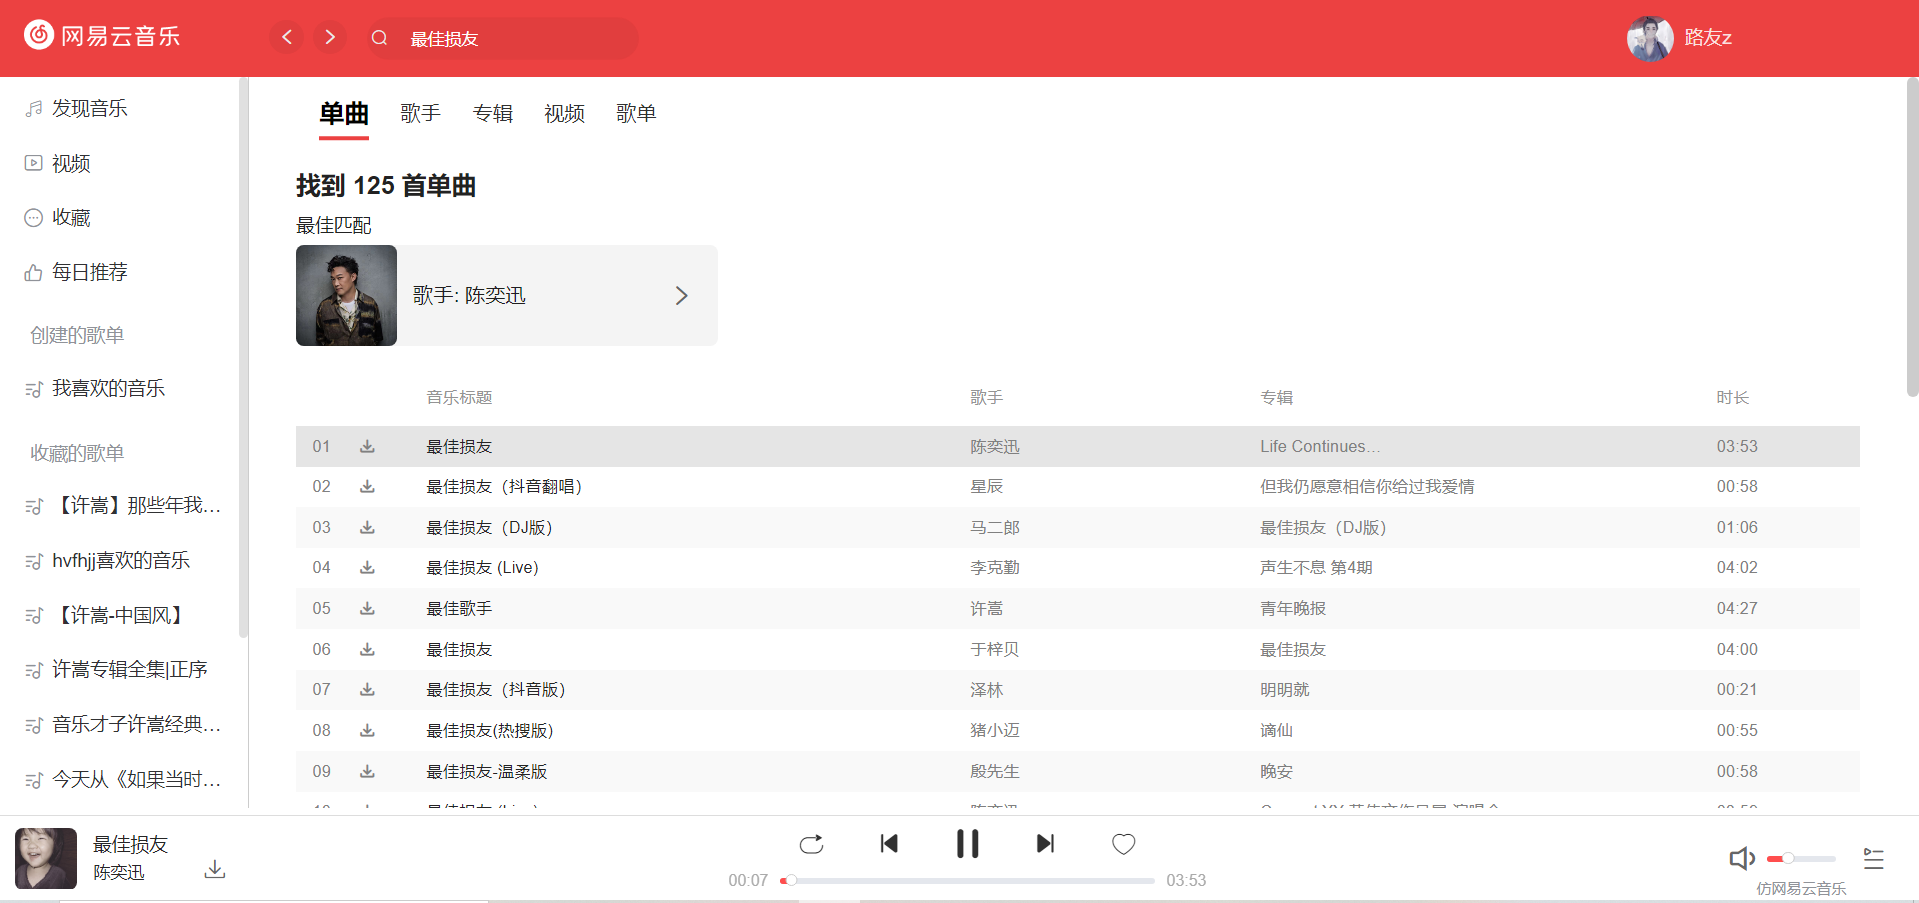 网易云音乐
最佳损友
路友z
发现音乐
视频
收藏
每日推荐
创建的歌单
我喜欢的音乐
收藏的歌单
【许嵩】那些年我…
hvfhjj喜欢的音乐
【许嵩-中国风】
许嵩专辑全集|正序
音乐才子许嵩经典…
今天从《如果当时…
单曲 歌手 专辑 视频 歌单
找到 125 首单曲
最佳匹配
歌手: 陈奕迅
音乐标题 歌手 专辑 时长
01 最佳损友 陈奕迅 Life Continues… 03:53
02 最佳损友（抖音翻唱） 星辰 但我仍愿意相信你给过我爱情 00:58
03 最佳损友（DJ版） 马二郎 最佳损友（DJ版） 01:06
04 最佳损友 (Live) 李克勤 声生不息 第4期 04:02
05 最佳歌手 许嵩 青年晚报 04:27
06 最佳损友 于梓贝 最佳损友 04:00
07 最佳损友（抖音版） 泽林 明明就 00:21
08 最佳损友(热搜版) 猪小迈 谪仙 00:55
09 最佳损友-温柔版 殷先生 晚安 00:58
最佳损友
陈奕迅
00:07 03:53
仿网易云音乐